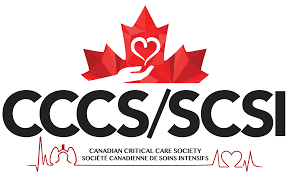 CCCS/SCSI
CANADIAN CRITICAL CARE SOCIETY
SOCIÉTÉ CANADIENNE DE SOINS INTENSIFS